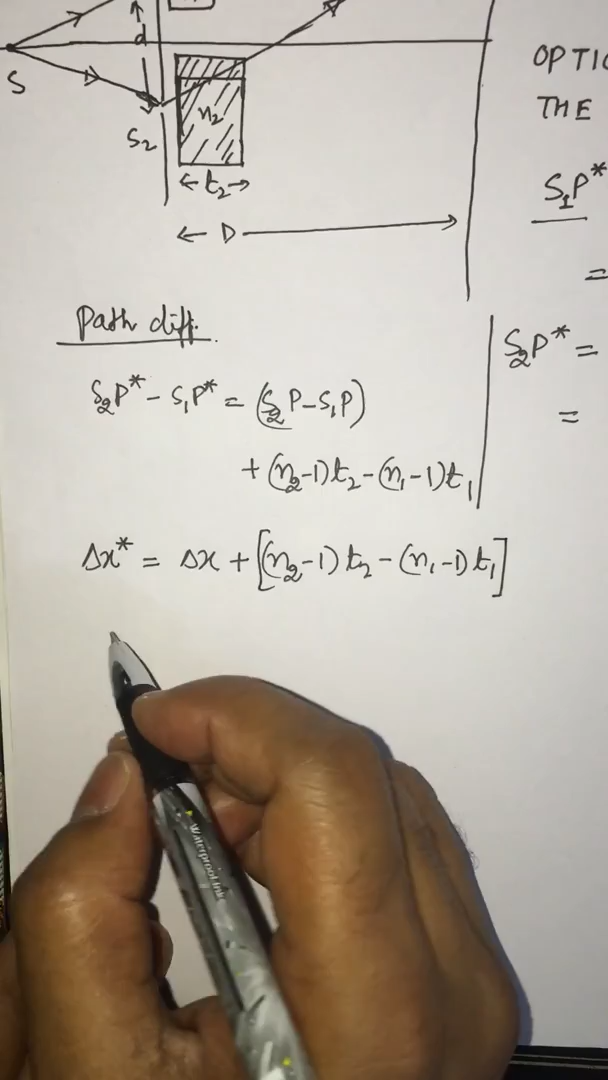 d
S
S₂
n₂
← t₂ →
← D →
OPTIC
THE
S₁P*
=
Path diff.
S₂P* - S₁P* = (S₂P - S₁P)
+ (n₂-1)t₂ - (n₁-1)t₁
S₂P* =
=
Δx* = Δx + [(n₂-1)t₂ - (n₁-1)t₁]
Waterproof Ink